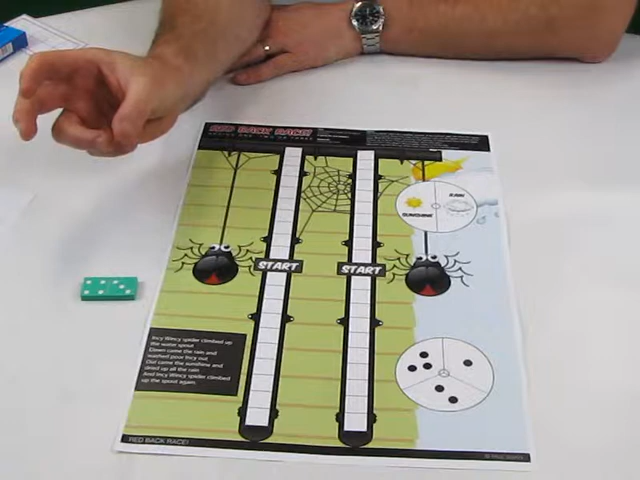 RED BACK RACE!
SUNSHINE
RAIN
START
START
Incy Wincy spider climbed up
the water spout
Down came the rain and
washed poor Incy out
Out came the sunshine and
dried up all the rain
And Incy Wincy spider climbed
up the spout again.
RED BACK RACE!